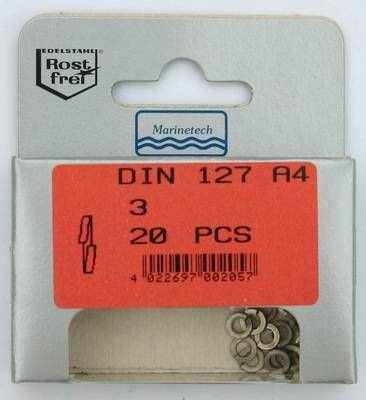 EDELSTAHL
Rost
frei
Marinetech
DIN 127 A4
3
20 PCS
4 022697 002057